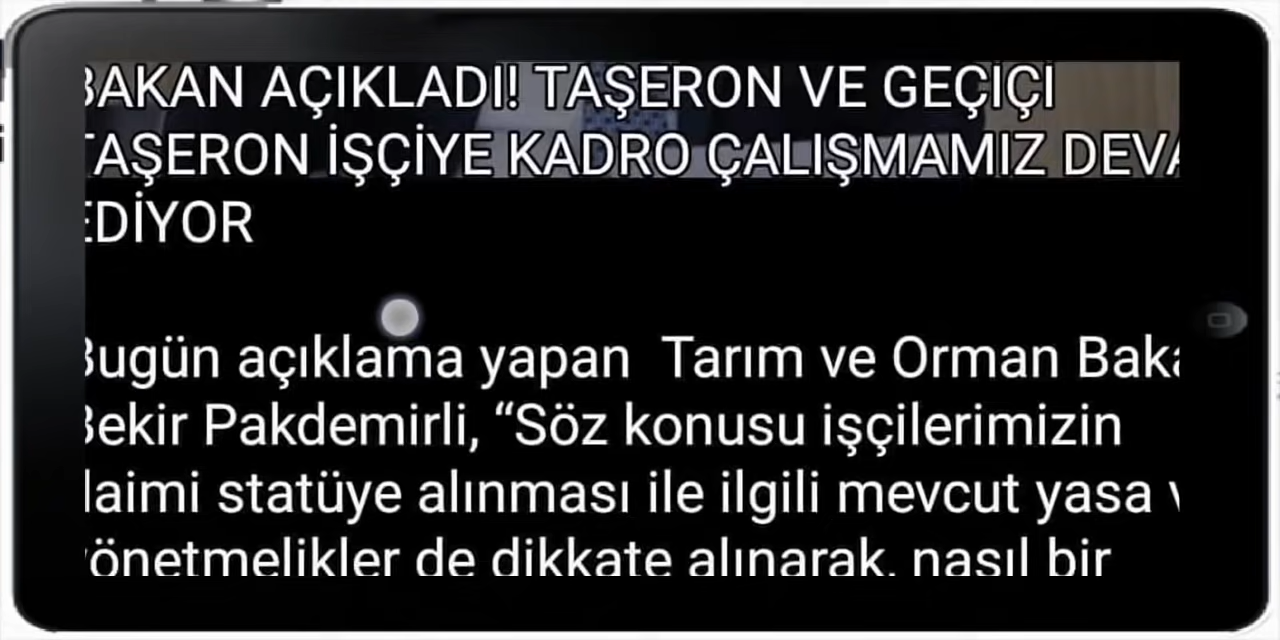 BAKAN AÇIKLADI! TAŞERON VE GEÇİÇİ
TAŞERON İŞÇİYE KADRO ÇALIŞMAMIZ DEVA
EDİYOR
Bugün açıklama yapan Tarım ve Orman Baka
Bekir Pakdemirli, “Söz konusu işçilerimizin
daimi statüye alınması ile ilgili mevcut yasa v
yönetmelikler de dikkate alınarak, nasıl bir